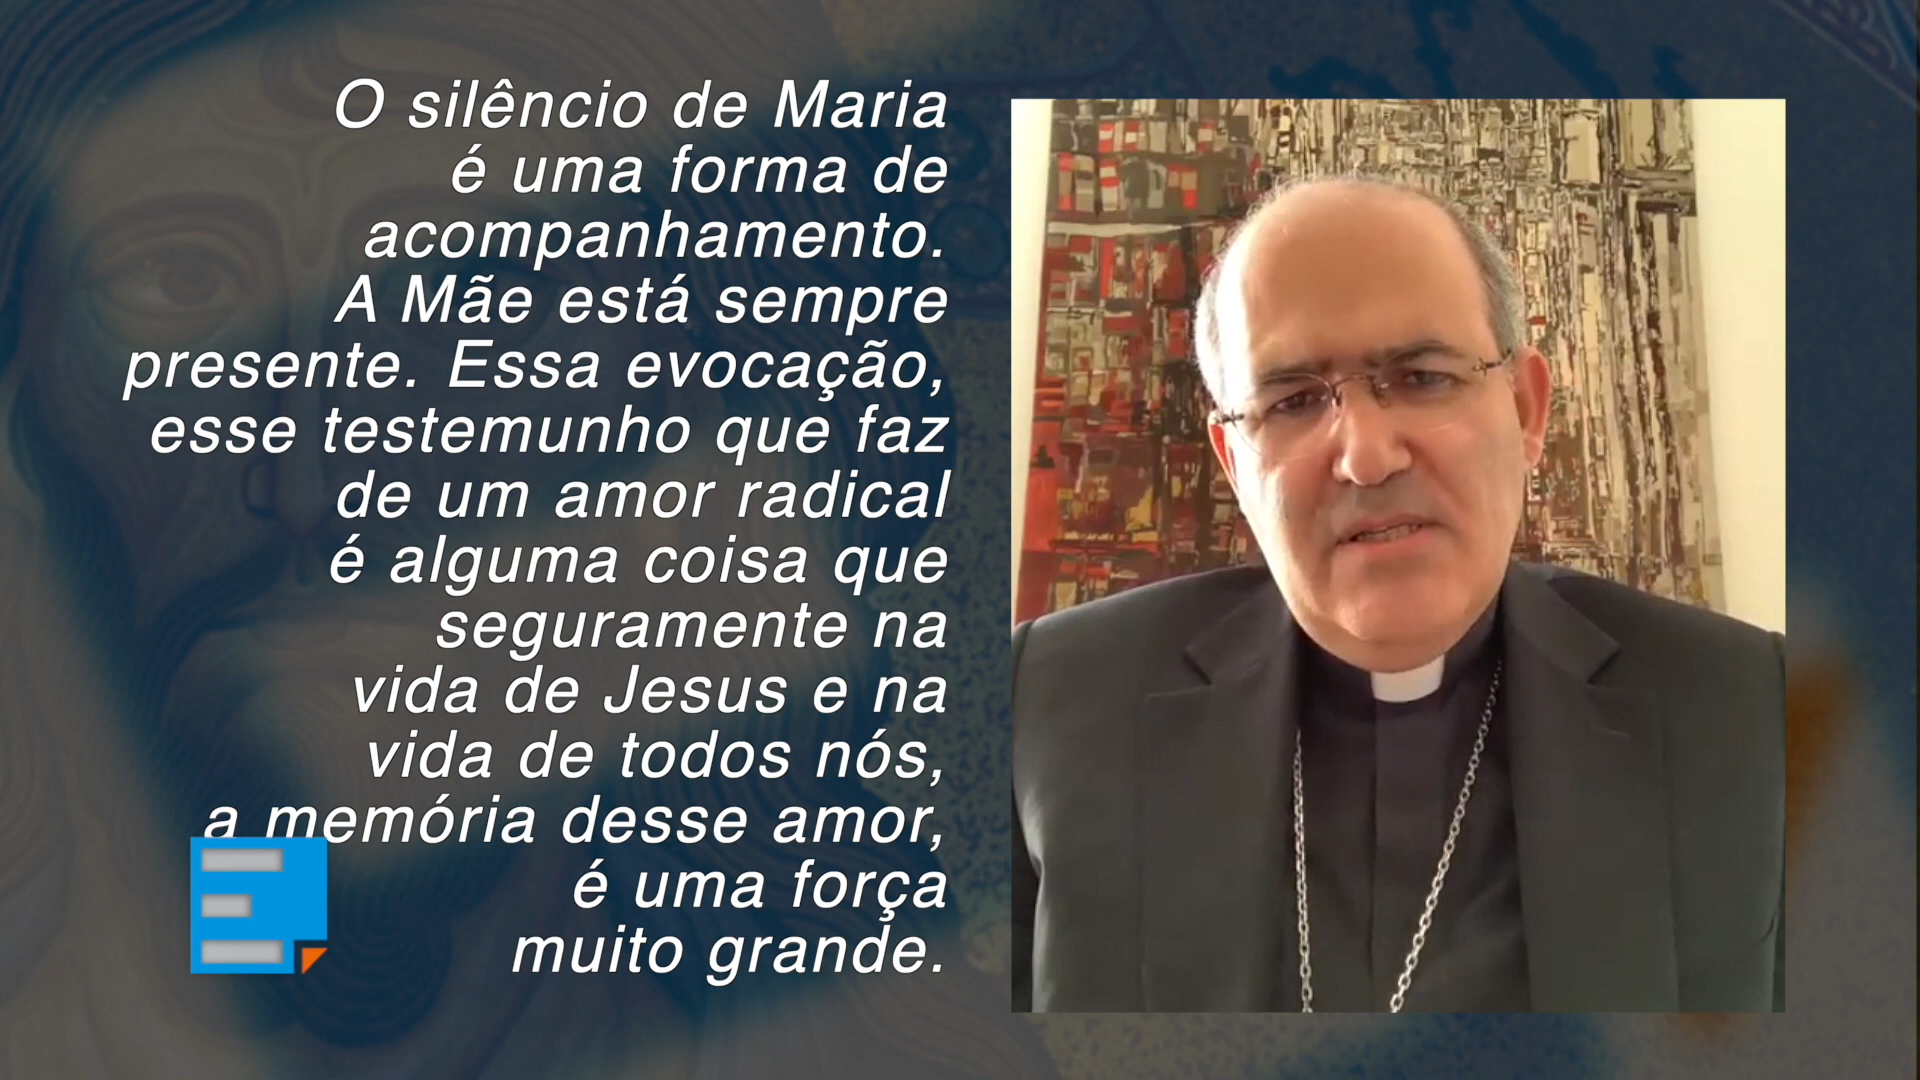 O silêncio de Maria
é uma forma de
acompanhamento.
A Mãe está sempre
presente. Essa evocação,
esse testemunho que faz
de um amor radical
é alguma coisa que
seguramente na
vida de Jesus e na
vida de todos nós,
a memória desse amor,
é uma força
muito grande.